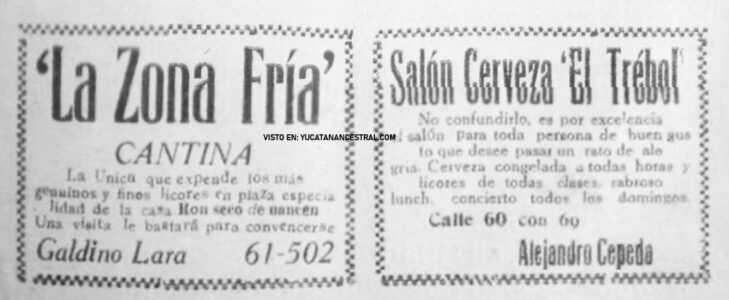 'La Zona Fría'
CANTINA
La Unica que expende los más
genuinos y finos licores en plaza especia
lidad de la casa Ron seco de nancén
Una visita le bastará para convencerse
Galdino Lara 61-502
VISTO EN: YUCATANANCESTRAL.COM
Salón Cerveza 'El Trébol'
No confundirlo, es por excelencia
el salón para toda persona de buen gus
to que desee pasar un rato de ale
gria. Cerveza congelada a todas horas y
licores de todas clases, rabroso
lunch, concierto todos los domingos.
Calle 60 con 69
Alejandro Cepeda